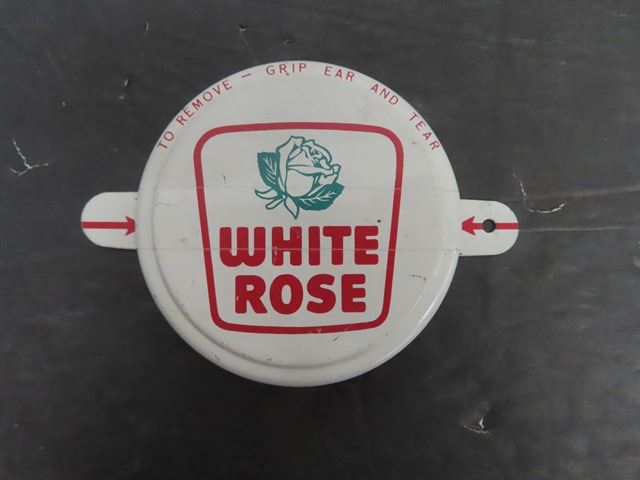 TO REMOVE — GRIP EAR AND TEAR
WHITE
ROSE